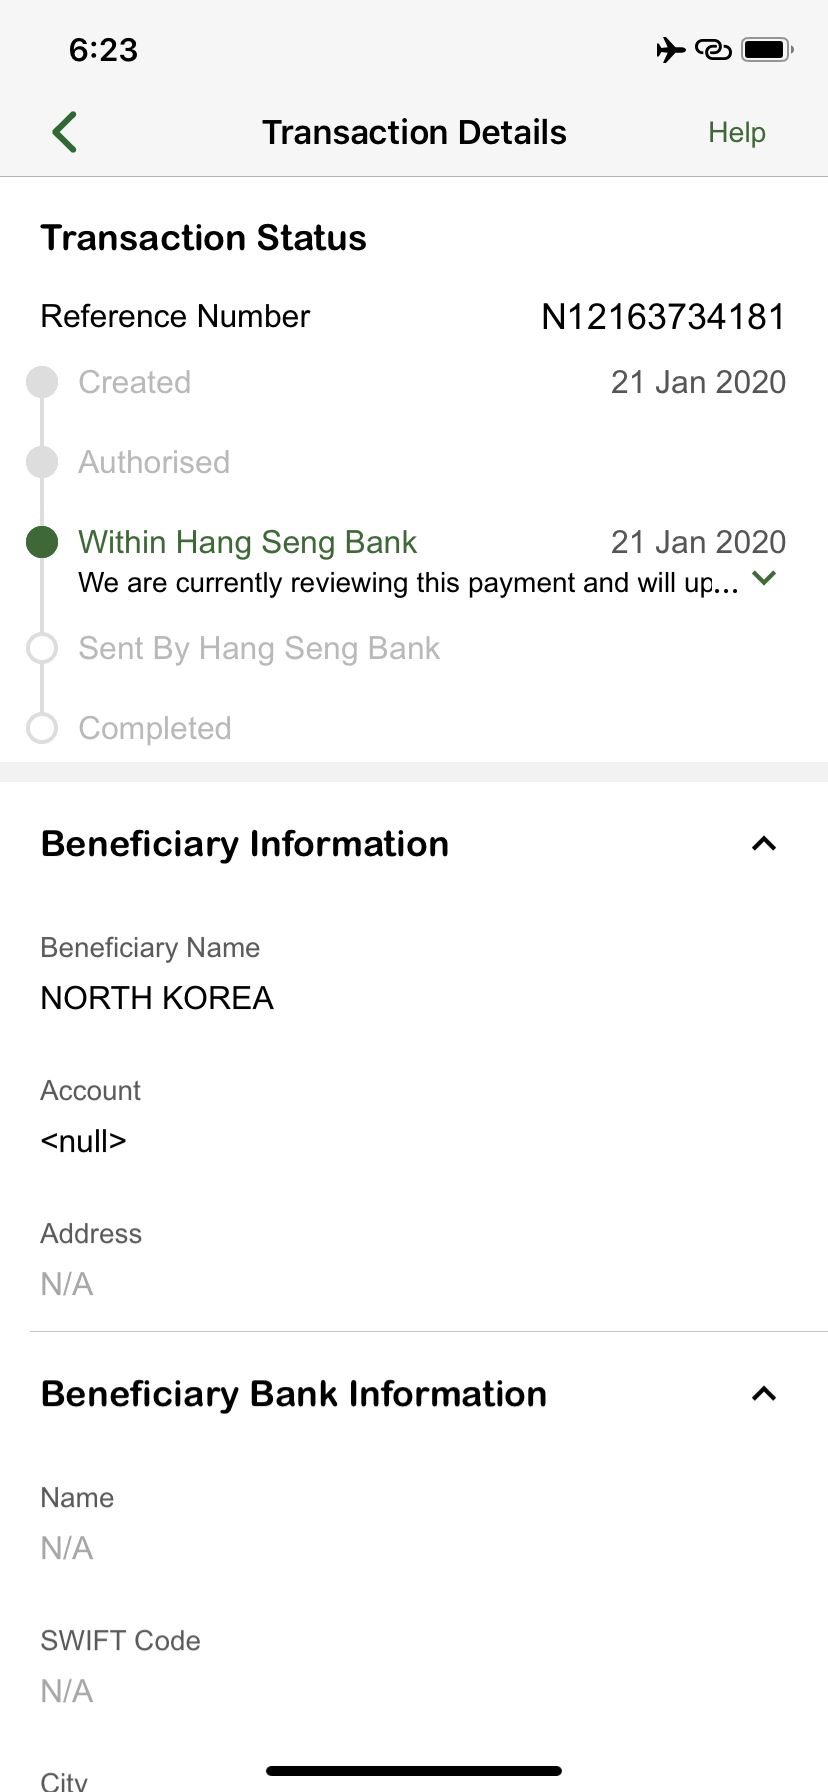 6:23
Transaction Details
Help
Transaction Status
Reference Number N12163734181
Created 21 Jan 2020
Authorised
Within Hang Seng Bank 21 Jan 2020
We are currently reviewing this payment and will up...
Sent By Hang Seng Bank
Completed
Beneficiary Information
Beneficiary Name
NORTH KOREA
Account
<null>
Address
N/A
Beneficiary Bank Information
Name
N/A
SWIFT Code
N/A
City